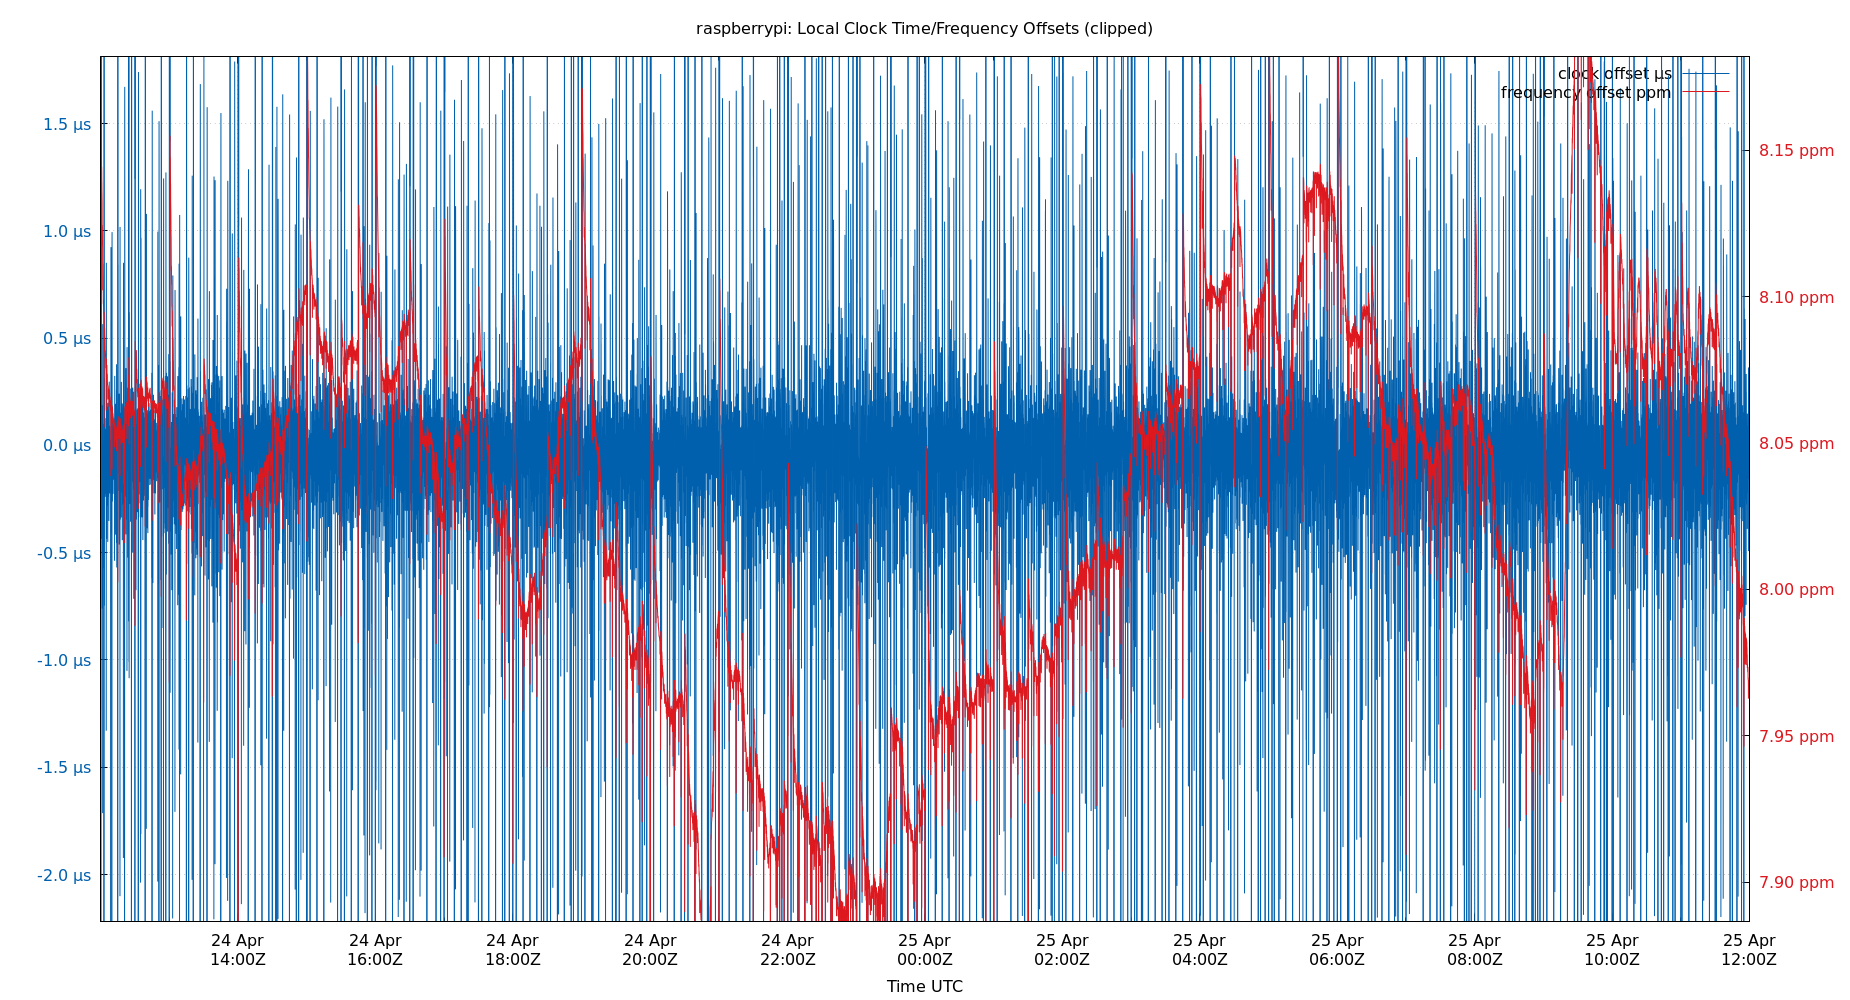 raspberrypi: Local Clock Time/Frequency Offsets (clipped)
clock offset µs
frequency offset ppm
1.5 µs
1.0 µs
0.5 µs
0.0 µs
-0.5 µs
-1.0 µs
-1.5 µs
-2.0 µs
8.15 ppm
8.10 ppm
8.05 ppm
8.00 ppm
7.95 ppm
7.90 ppm
24 Apr
14:00Z
24 Apr
16:00Z
24 Apr
18:00Z
24 Apr
20:00Z
24 Apr
22:00Z
25 Apr
00:00Z
25 Apr
02:00Z
25 Apr
04:00Z
25 Apr
06:00Z
25 Apr
08:00Z
25 Apr
10:00Z
25 Apr
12:00Z
Time UTC